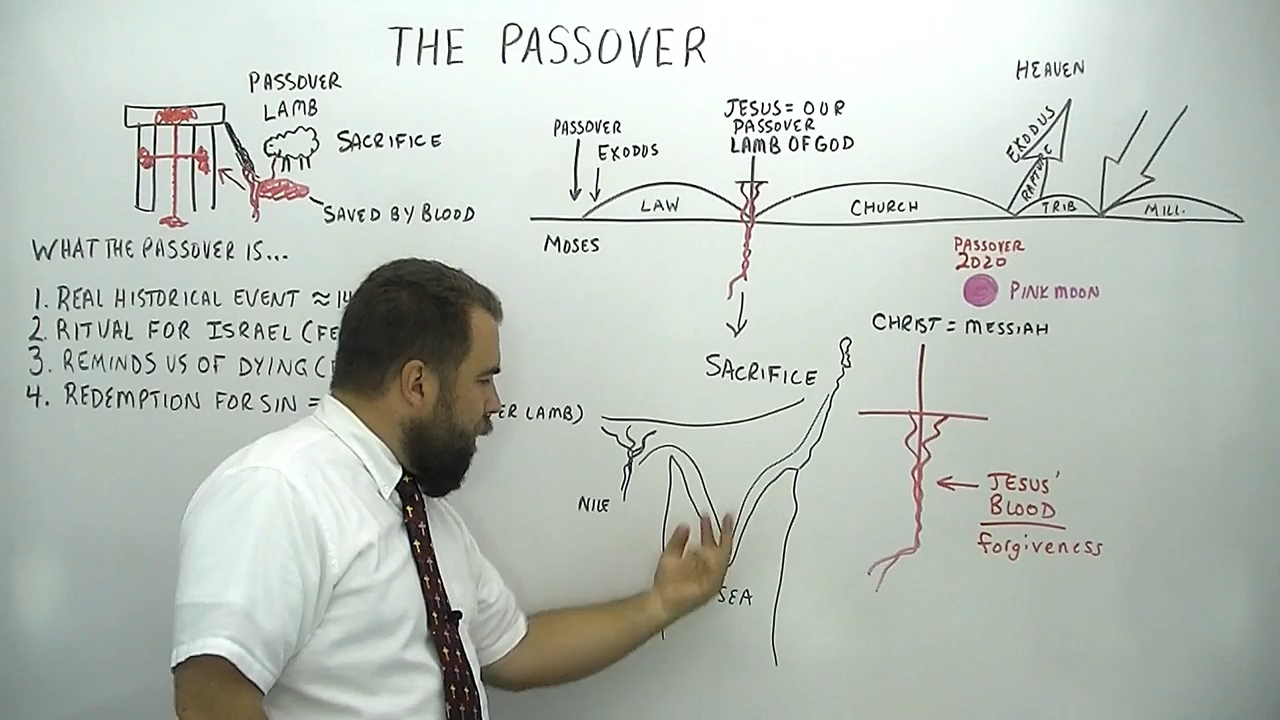 THE PASSOVER
PASSOVER
LAMB
SACRIFICE
SAVED BY BLOOD
WHAT THE PASSOVER IS...
1. REAL HISTORICAL EVENT ≈ 14
2. RITUAL FOR ISRAEL (FE
3. REMINDS US OF DYING (
4. REDEMPTION FOR SIN =
ER LAMB)
PASSOVER
EXODUS
JESUS = OUR
PASSOVER
LAMB OF GOD
HEAVEN
EXODUS
RAPTURE
LAW
CHURCH
TRIB
MILL.
MOSES
PASSOVER
2020
PINK MOON
CHRIST = MESSIAH
SACRIFICE
NILE
SEA
JESUS'
BLOOD
forgiveness